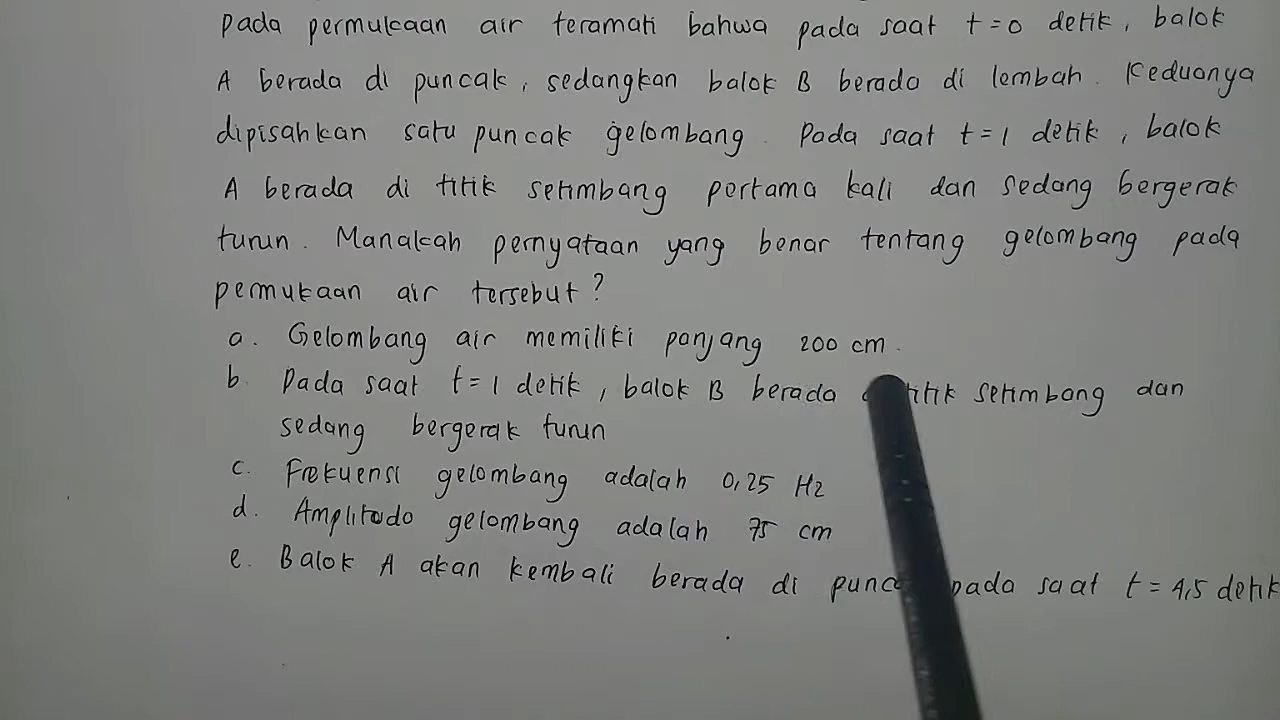 pada permukaan air teramati bahwa pada saat t = 0 detik, balok
A berada di puncak, sedangkan balok B berada di lembah. Keduanya
dipisahkan satu puncak gelombang. Pada saat t = 1 detik, balok
A berada di titik setimbang pertama kali dan sedang bergerak
turun. Manakah pernyataan yang benar tentang gelombang pada
pemukaan air tersebut?
a. Gelombang air memiliki panjang 200 cm.
b. Pada saat t = 1 detik, balok B berada setimbang dan
sedang bergerak turun
c. Frekuensi gelombang adalah 0,25 Hz
d. Amplitudo gelombang adalah 75 cm
e. Balok A akan kembali berada di pada saat t = 4,5 detik